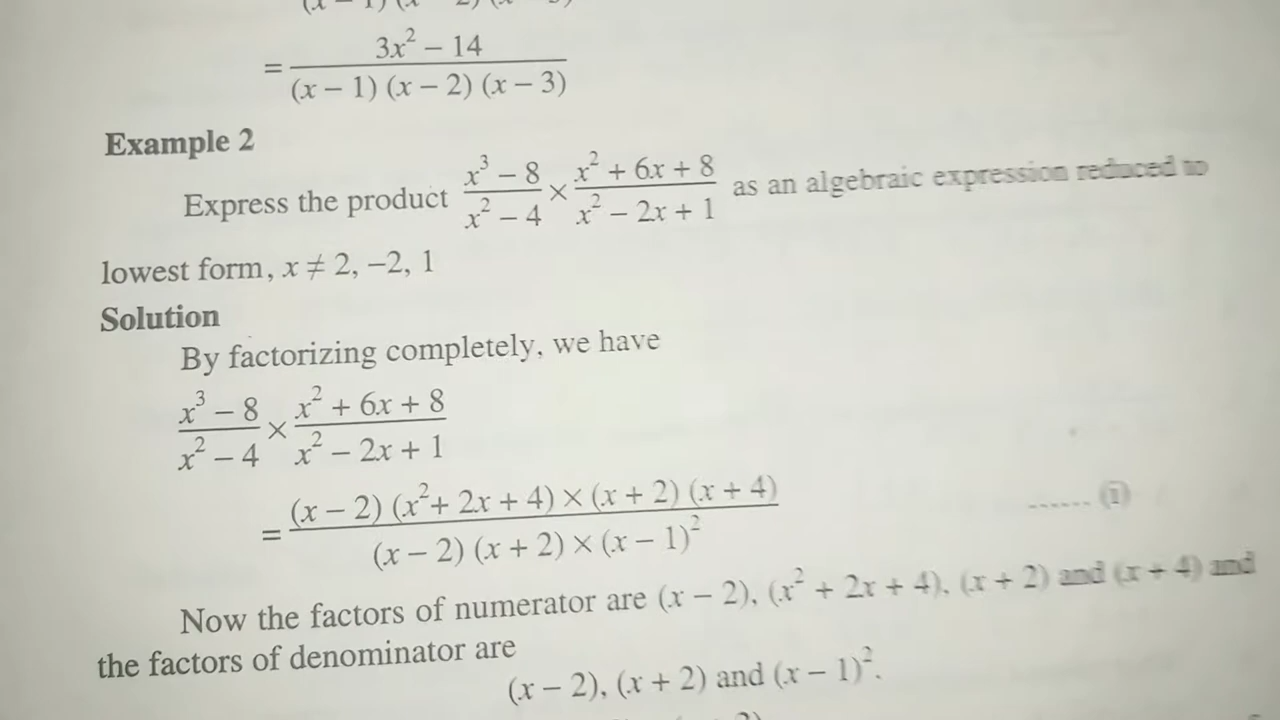 = 3x² – 14 / (x – 1) (x – 2) (x – 3)
Example 2
Express the product x³ – 8 / x² – 4 × x² + 6x + 8 / x² – 2x + 1 as an algebraic expression reduced to
lowest form, x ≠ 2, –2, 1
Solution
By factorizing completely, we have
x³ – 8 / x² – 4 × x² + 6x + 8 / x² – 2x + 1
= (x – 2) (x² + 2x + 4) × (x + 2) (x + 4) / (x – 2) (x + 2) × (x – 1)² ....... (i)
Now the factors of numerator are (x – 2), (x² + 2x + 4), (x + 2) and (x + 4) and
the factors of denominator are
(x – 2), (x + 2) and (x – 1)².